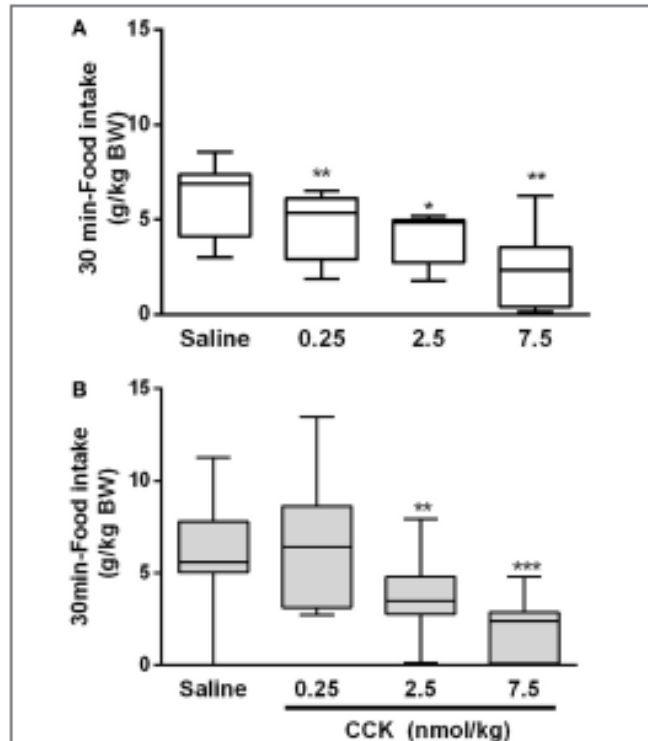 A
30 min-Food intake
(g/kg BW)
15
10
5
0
**
*
**
Saline 0.25 2.5 7.5
B
30min-Food intake
(g/kg BW)
15
10
5
0
**
***
Saline 0.25 2.5 7.5
CCK (nmol/kg)